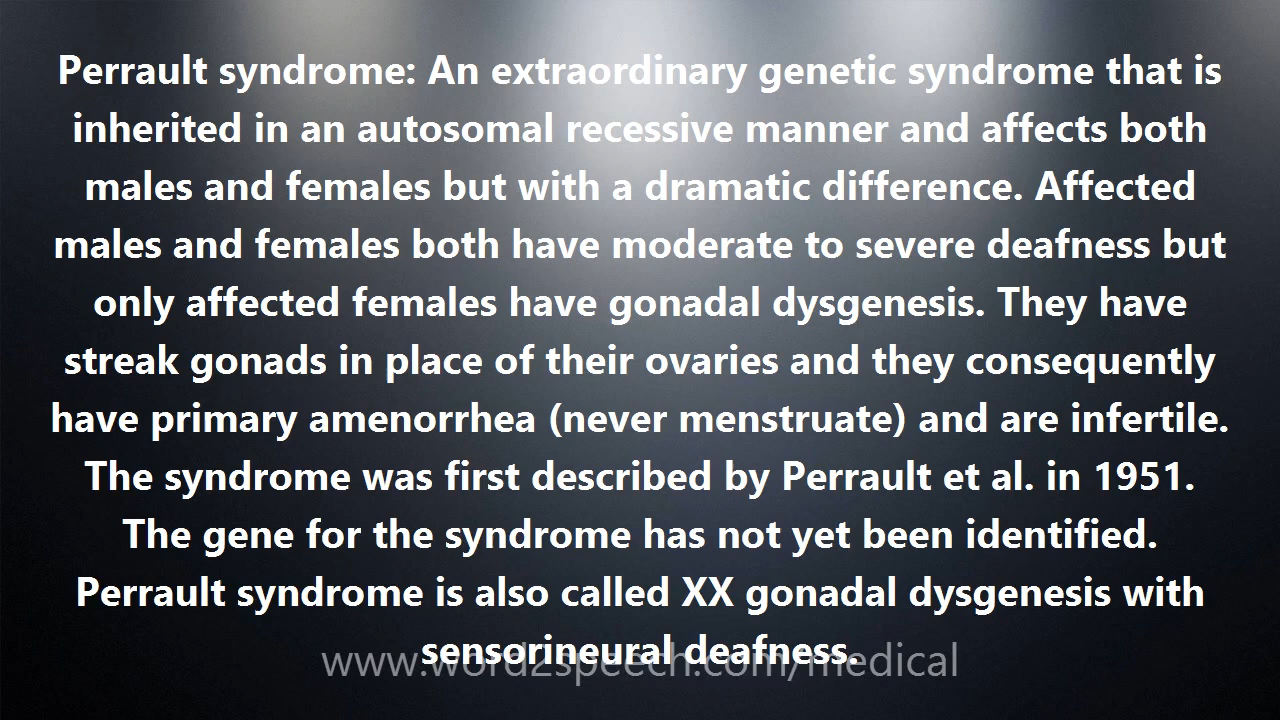 Perrault syndrome: An extraordinary genetic syndrome that is
inherited in an autosomal recessive manner and affects both
males and females but with a dramatic difference. Affected
males and females both have moderate to severe deafness but
only affected females have gonadal dysgenesis. They have
streak gonads in place of their ovaries and they consequently
have primary amenorrhea (never menstruate) and are infertile.
The syndrome was first described by Perrault et al. in 1951.
The gene for the syndrome has not yet been identified.
Perrault syndrome is also called XX gonadal dysgenesis with
sensorineural deafness.
www.word2speech.com/medical